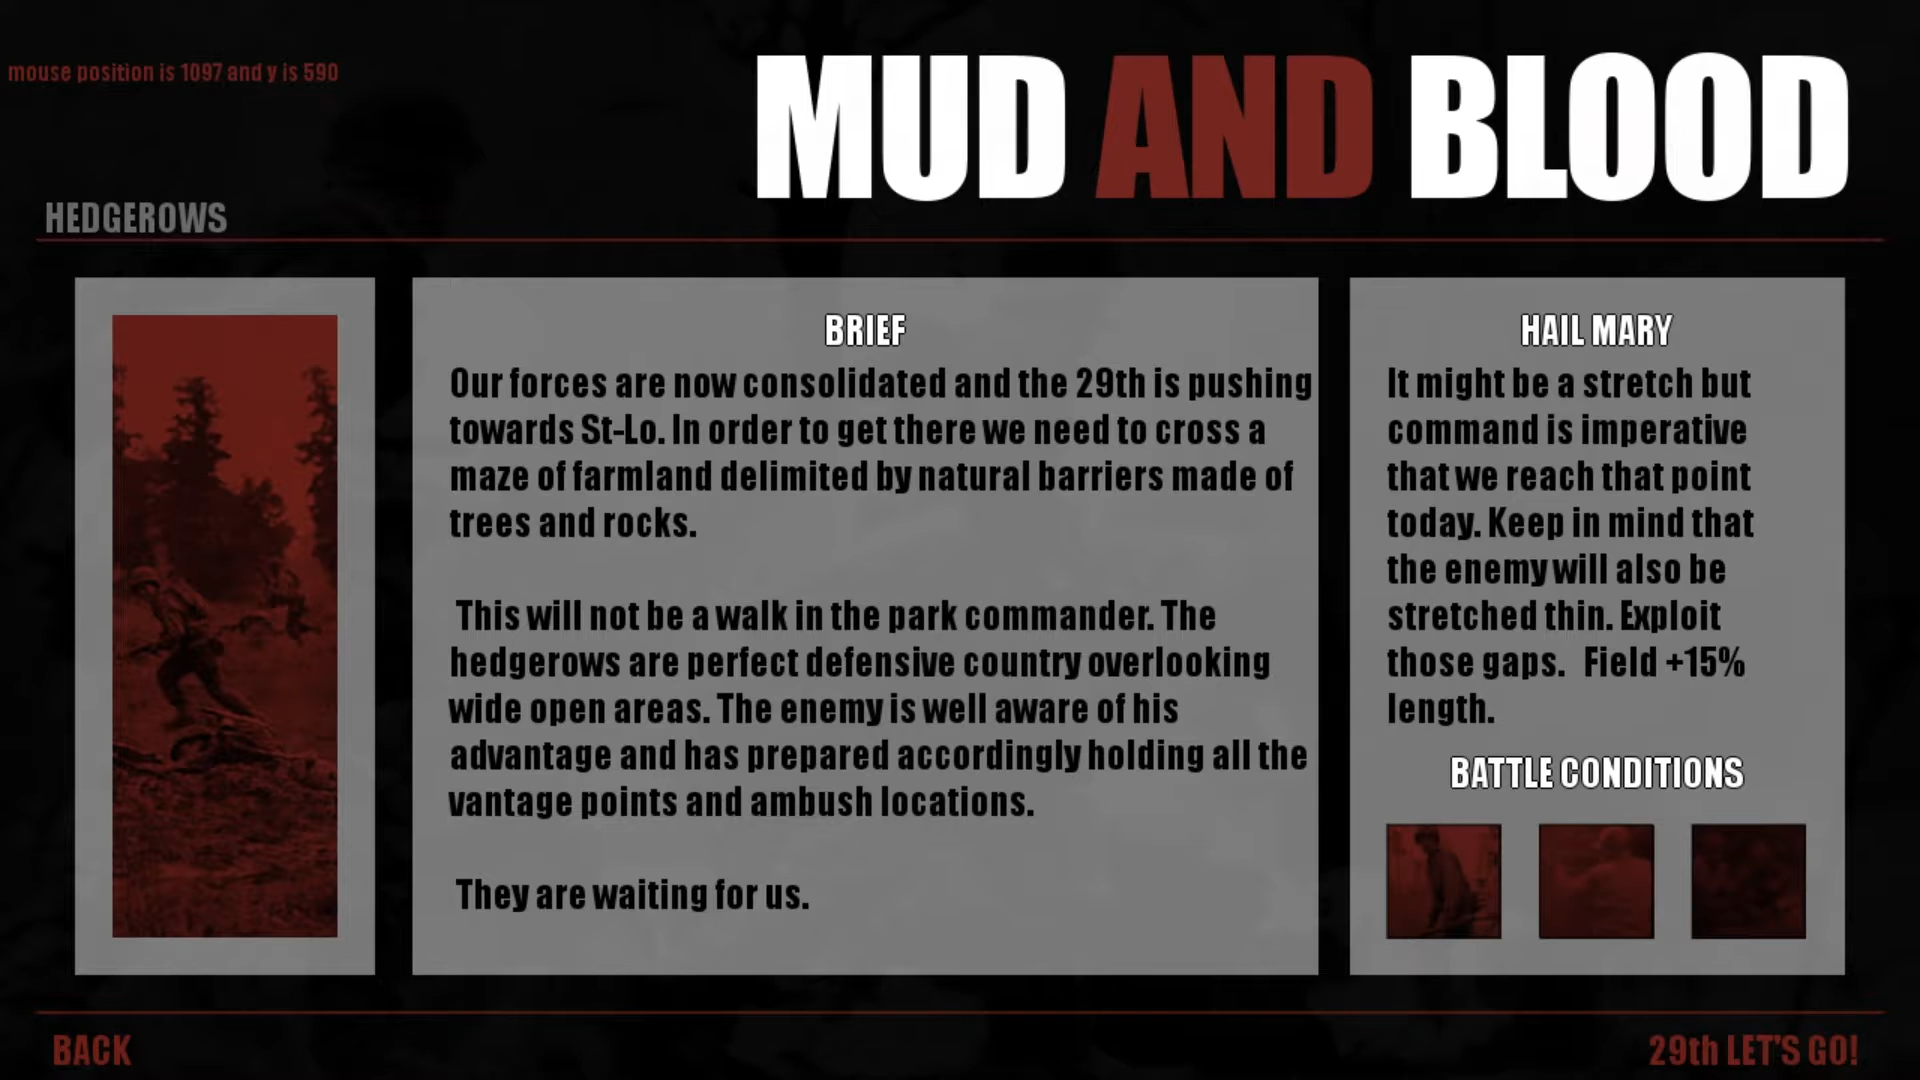 mouse position is 1097 and y is 590
MUD AND BLOOD
HEDGEROWS
BRIEF
Our forces are now consolidated and the 29th is pushing
towards St-Lo. In order to get there we need to cross a
maze of farmland delimited by natural barriers made of
trees and rocks.
This will not be a walk in the park commander. The
hedgerows are perfect defensive country overlooking
wide open areas. The enemy is well aware of his
advantage and has prepared accordingly holding all the
vantage points and ambush locations.
They are waiting for us.
HAIL MARY
It might be a stretch but
command is imperative
that we reach that point
today. Keep in mind that
the enemy will also be
stretched thin. Exploit
those gaps.  Field +15%
length.
BATTLE CONDITIONS
BACK
29th LET'S GO!